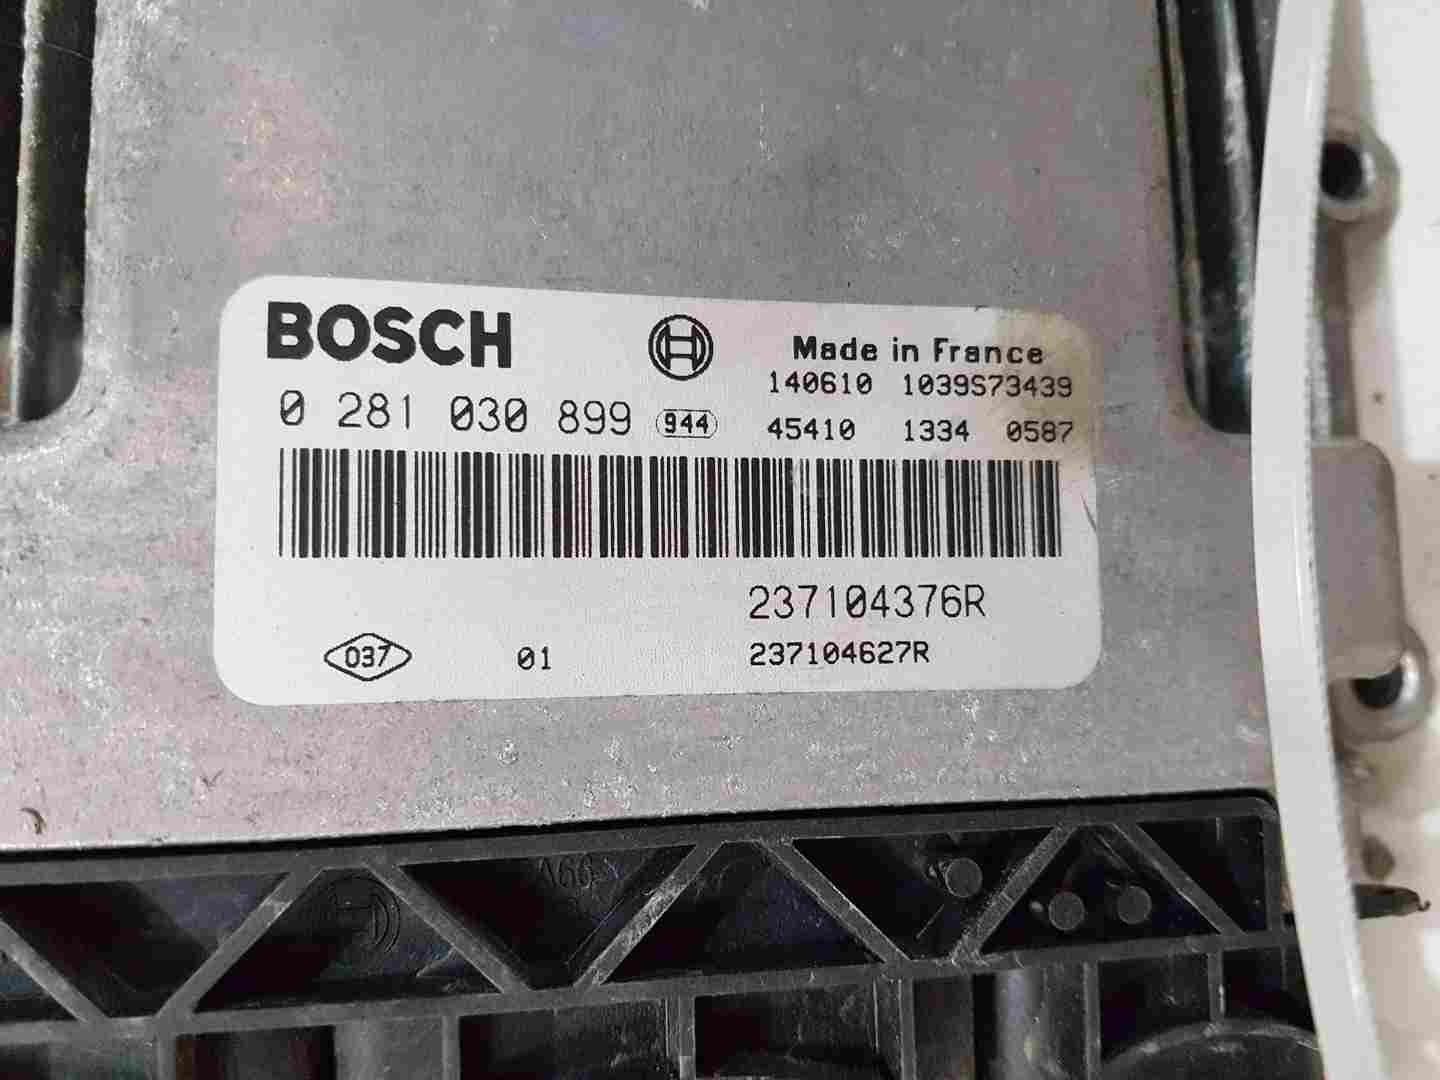 BOSCH
Made in France
140610 1039S73439
0 281 030 899 944 45410 1334 0587
237104376R
037 01 237104627R